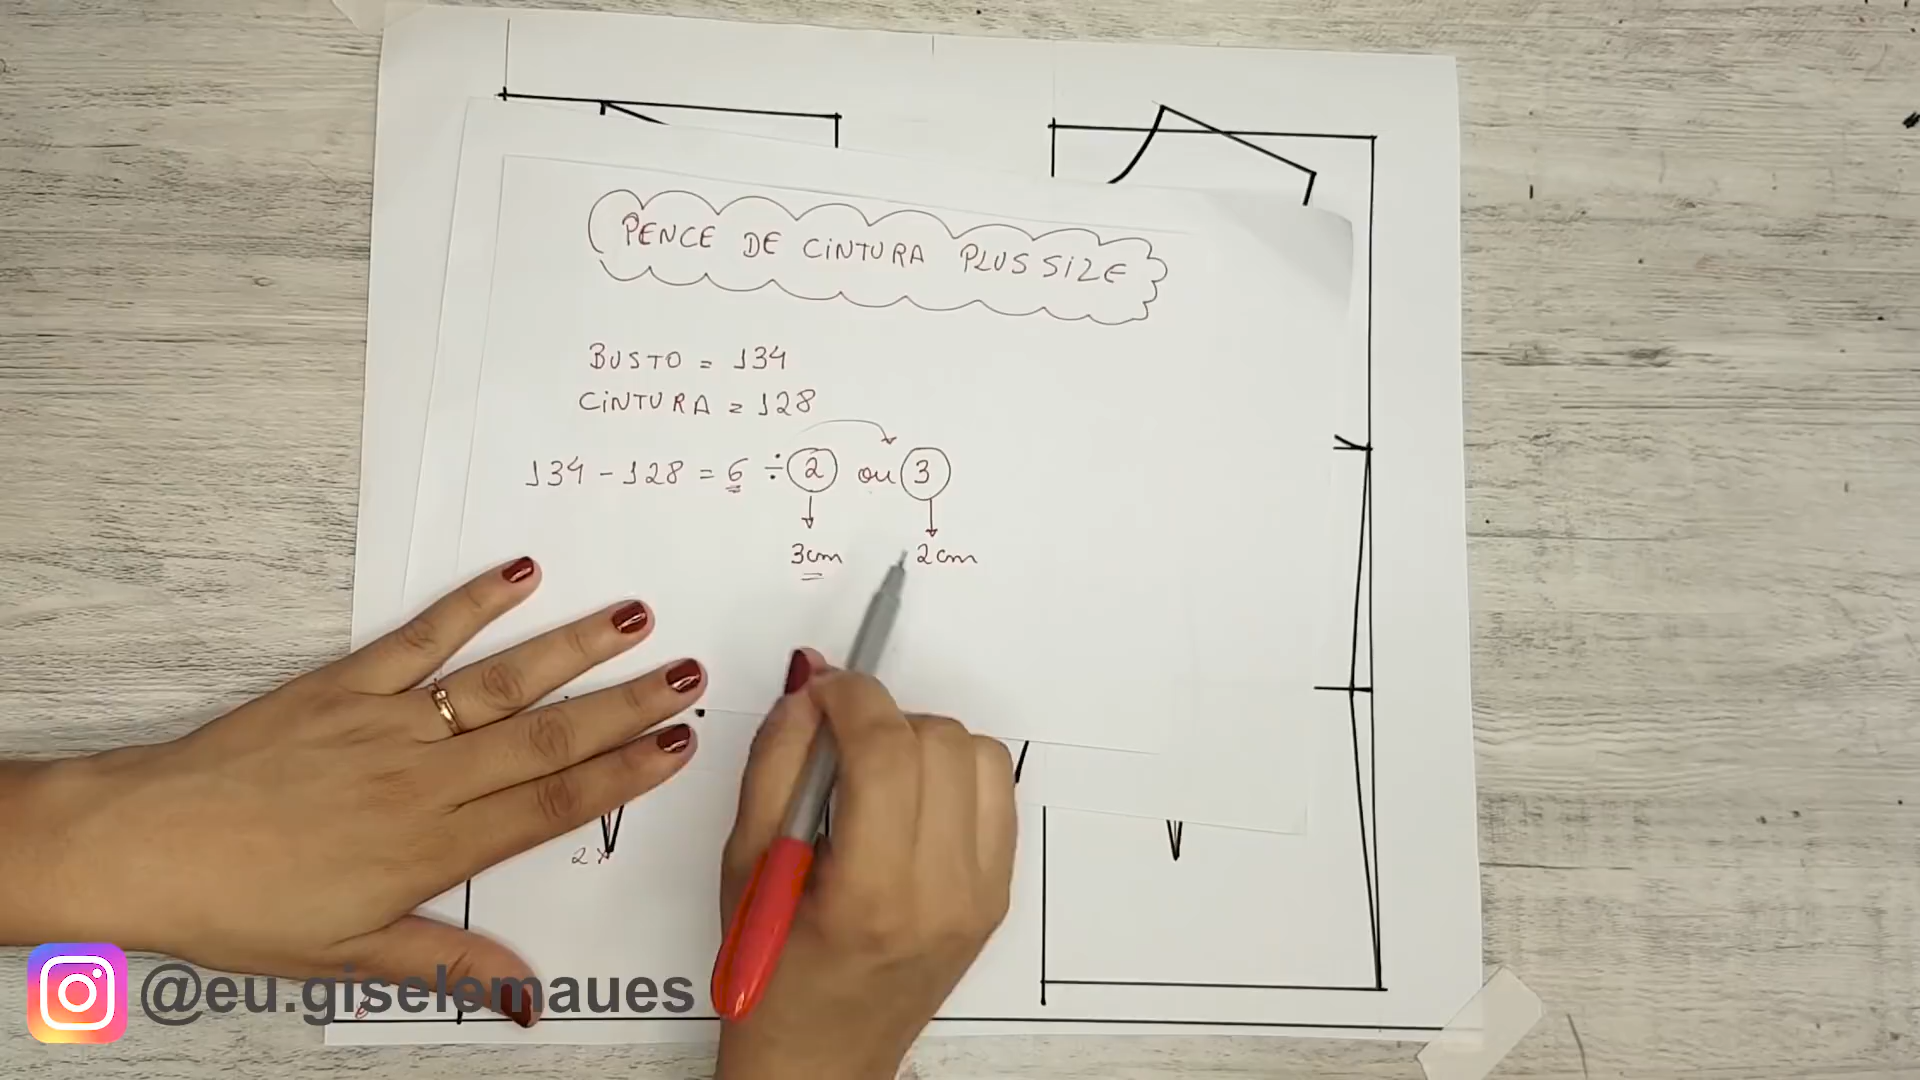 PENCE DE CINTURA PLUS SIZE
BUSTO = 134
CINTURA = 128
134 - 128 = 6 ÷ 2 ou 3
3cm 2cm
2x
@eu.giselemaues